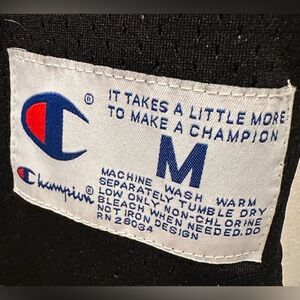 ®
IT TAKES A LITTLE MORE
TO MAKE A CHAMPION
M
Champion®
MACHINE WASH WARM
SEPARATELY TUMBLE DRY
LOW ONLY NON-CHLORINE
BLEACH WHEN NEEDED.DO
NOT IRON DESIGN
RN 26094